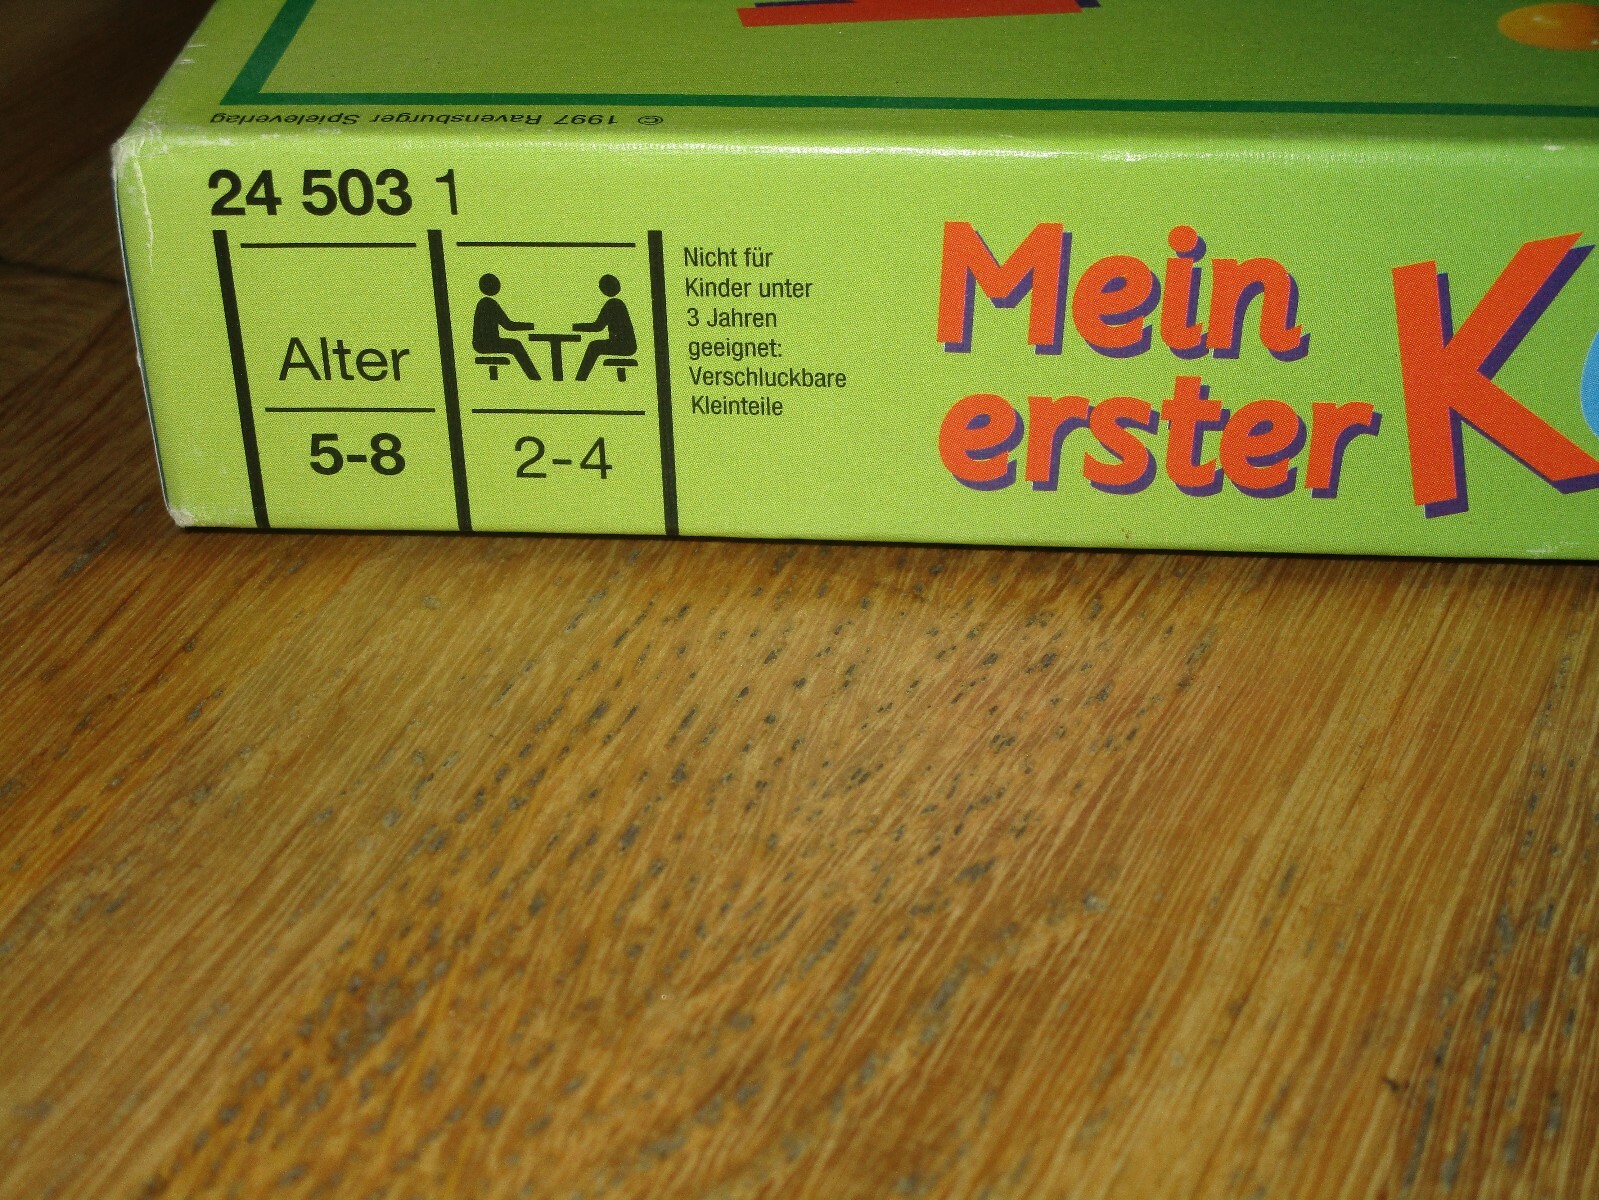 © 1997 Ravensburger Spieleverlag
24 503 1
Alter
5-8
2-4
Nicht für
Kinder unter
3 Jahren
geeignet:
Verschluckbare
Kleinteile
Mein
erster K